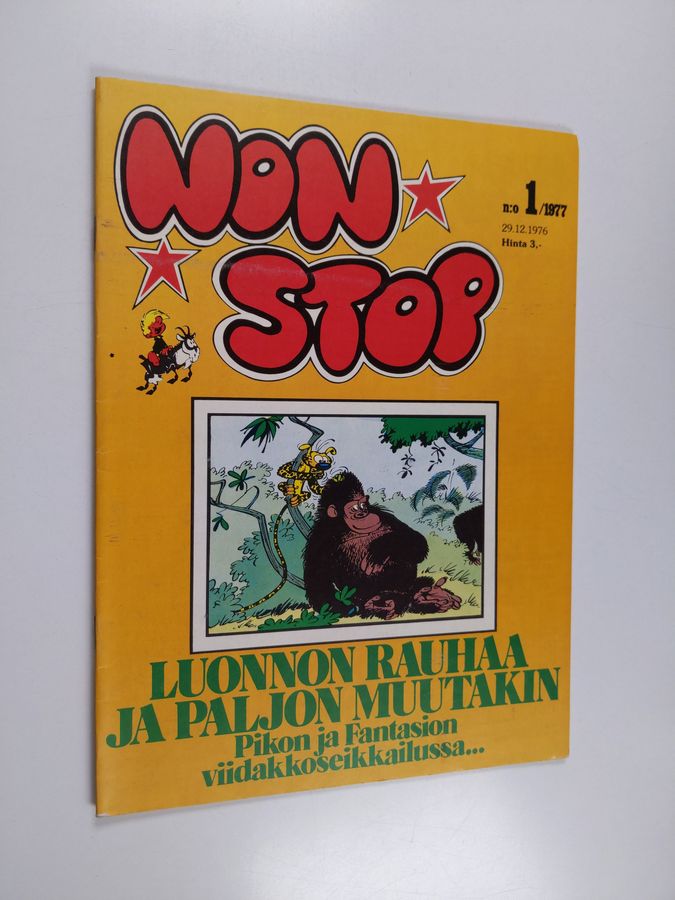 NON
STOP
n:o 1/1977
29.12.1976
Hinta 3,-
LUONNON RAUHAA
JA PALJON MUUTAKIN
Pikon ja Fantasion
viidakkoseikkailussa...